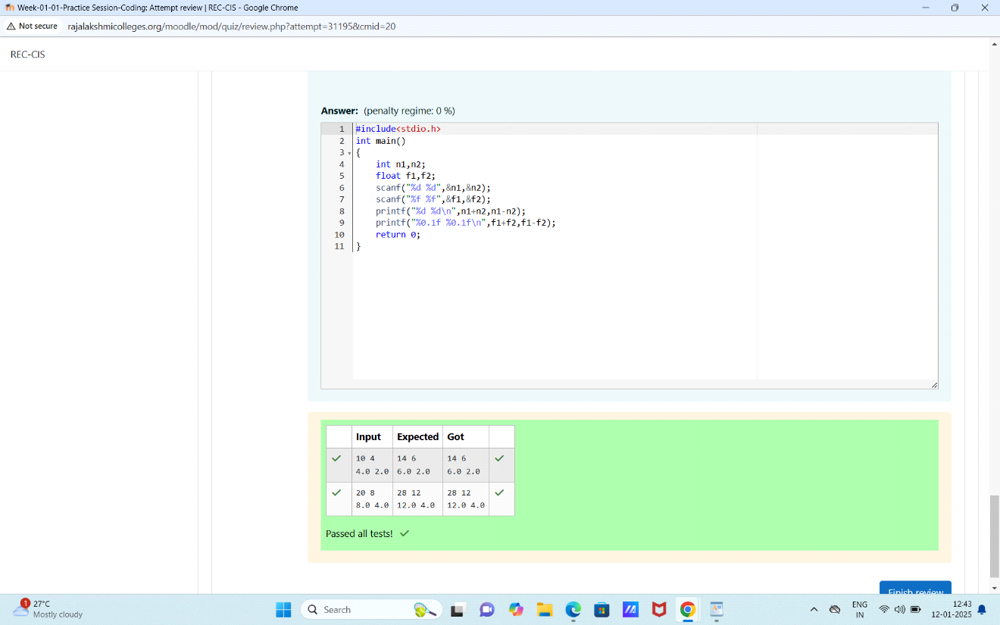 Week-01-01-Practice Session-Coding: Attempt review | REC-CIS - Google Chrome
Not secure rajalakshmicolleges.org/moodle/mod/quiz/review.php?attempt=31195&cmid=20
REC-CIS
Answer: (penalty regime: 0 %)
1 #include<stdio.h>
2 int main()
3 {
4 int n1,n2;
5 float f1,f2;
6 scanf("%d %d",&n1,&n2);
7 scanf("%f %f",&f1,&f2);
8 printf("%d %d\n",n1+n2,n1-n2);
9 printf("%0.1f %0.1f\n",f1+f2,f1-f2);
10 return 0;
11 }
Input Expected Got
10 4 14 6 14 6
4.0 2.0 6.0 2.0 6.0 2.0
20 8 28 12 28 12
8.0 4.0 12.0 4.0 12.0 4.0
Passed all tests!
Finish review
1 27°C
Mostly cloudy
Search
ENG
IN
12:43
12-01-2025